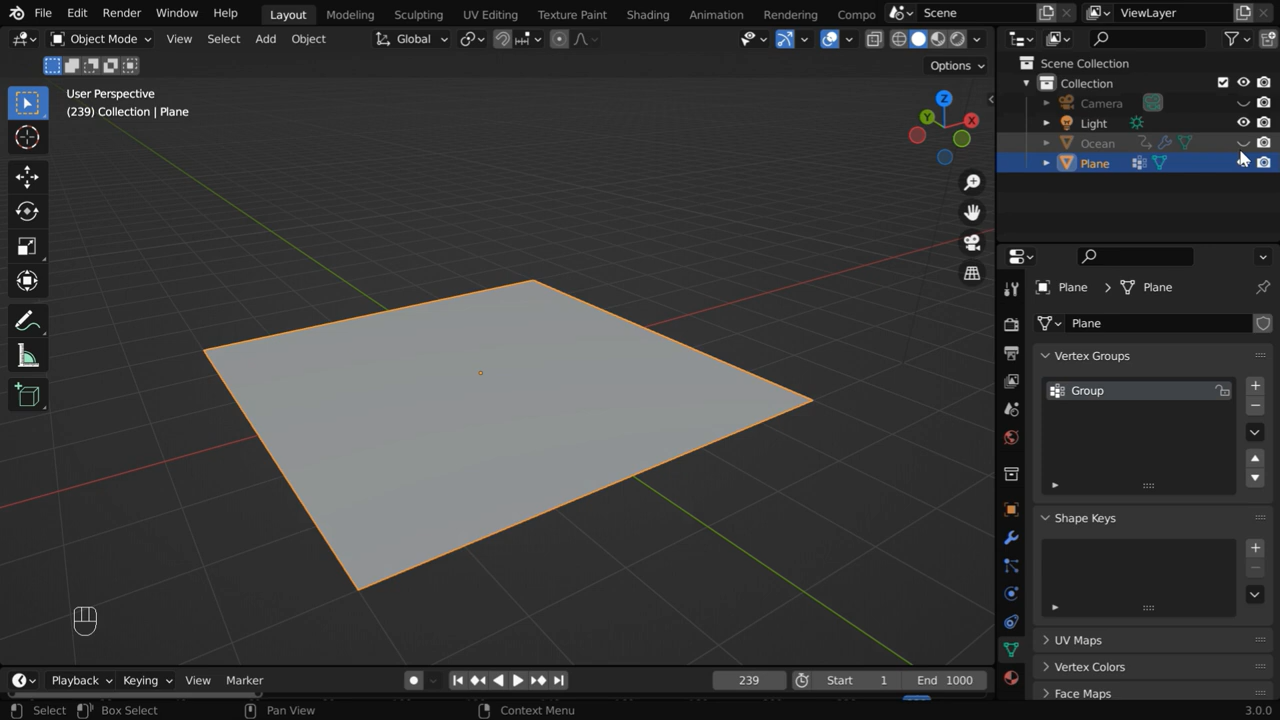 File Edit Render Window Help Layout Modeling Sculpting UV Editing Texture Paint Shading Animation Rendering Compo Scene ViewLayer
Object Mode View Select Add Object Global
Options
User Perspective
(239) Collection | Plane
Z
Y
X
Scene Collection
Collection
Camera
Light
Ocean
Plane
Plane > Plane
Plane
Vertex Groups
Group
Shape Keys
UV Maps
Vertex Colors
Face Maps
Playback Keying View Marker 239 Start 1 End 1000
Select Box Select Pan View Context Menu 3.0.0